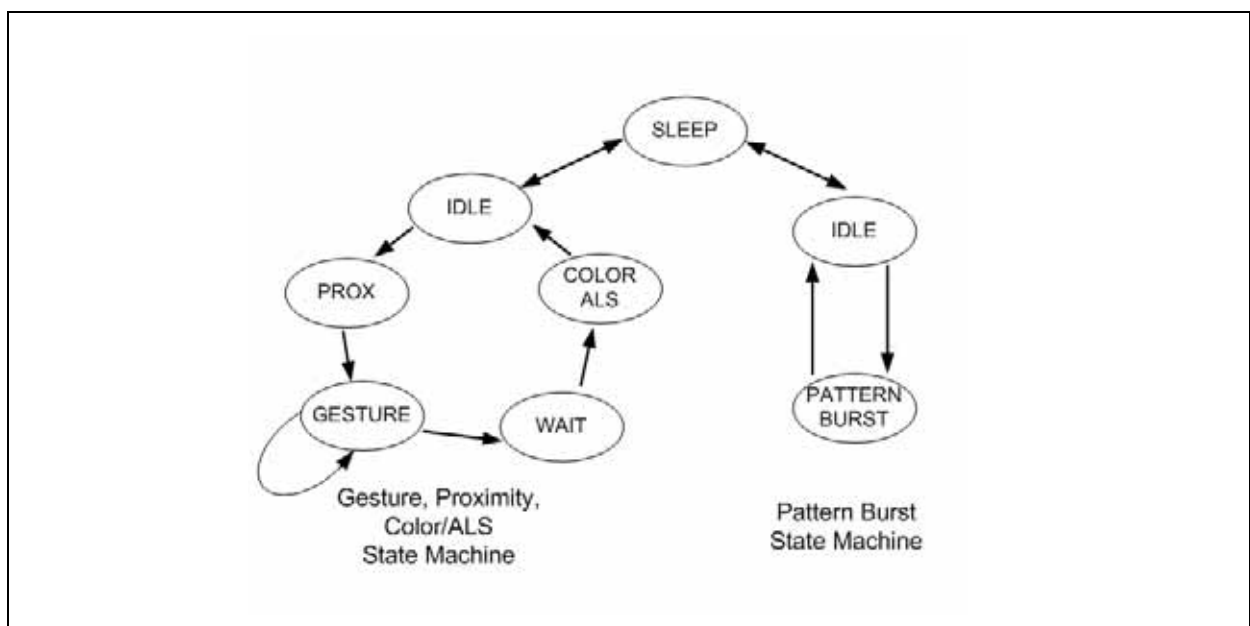 SLEEP
IDLE
IDLE
PROX
COLOR
ALS
GESTURE
WAIT
PATTERN
BURST
Gesture, Proximity,
Color/ALS
State Machine
Pattern Burst
State Machine